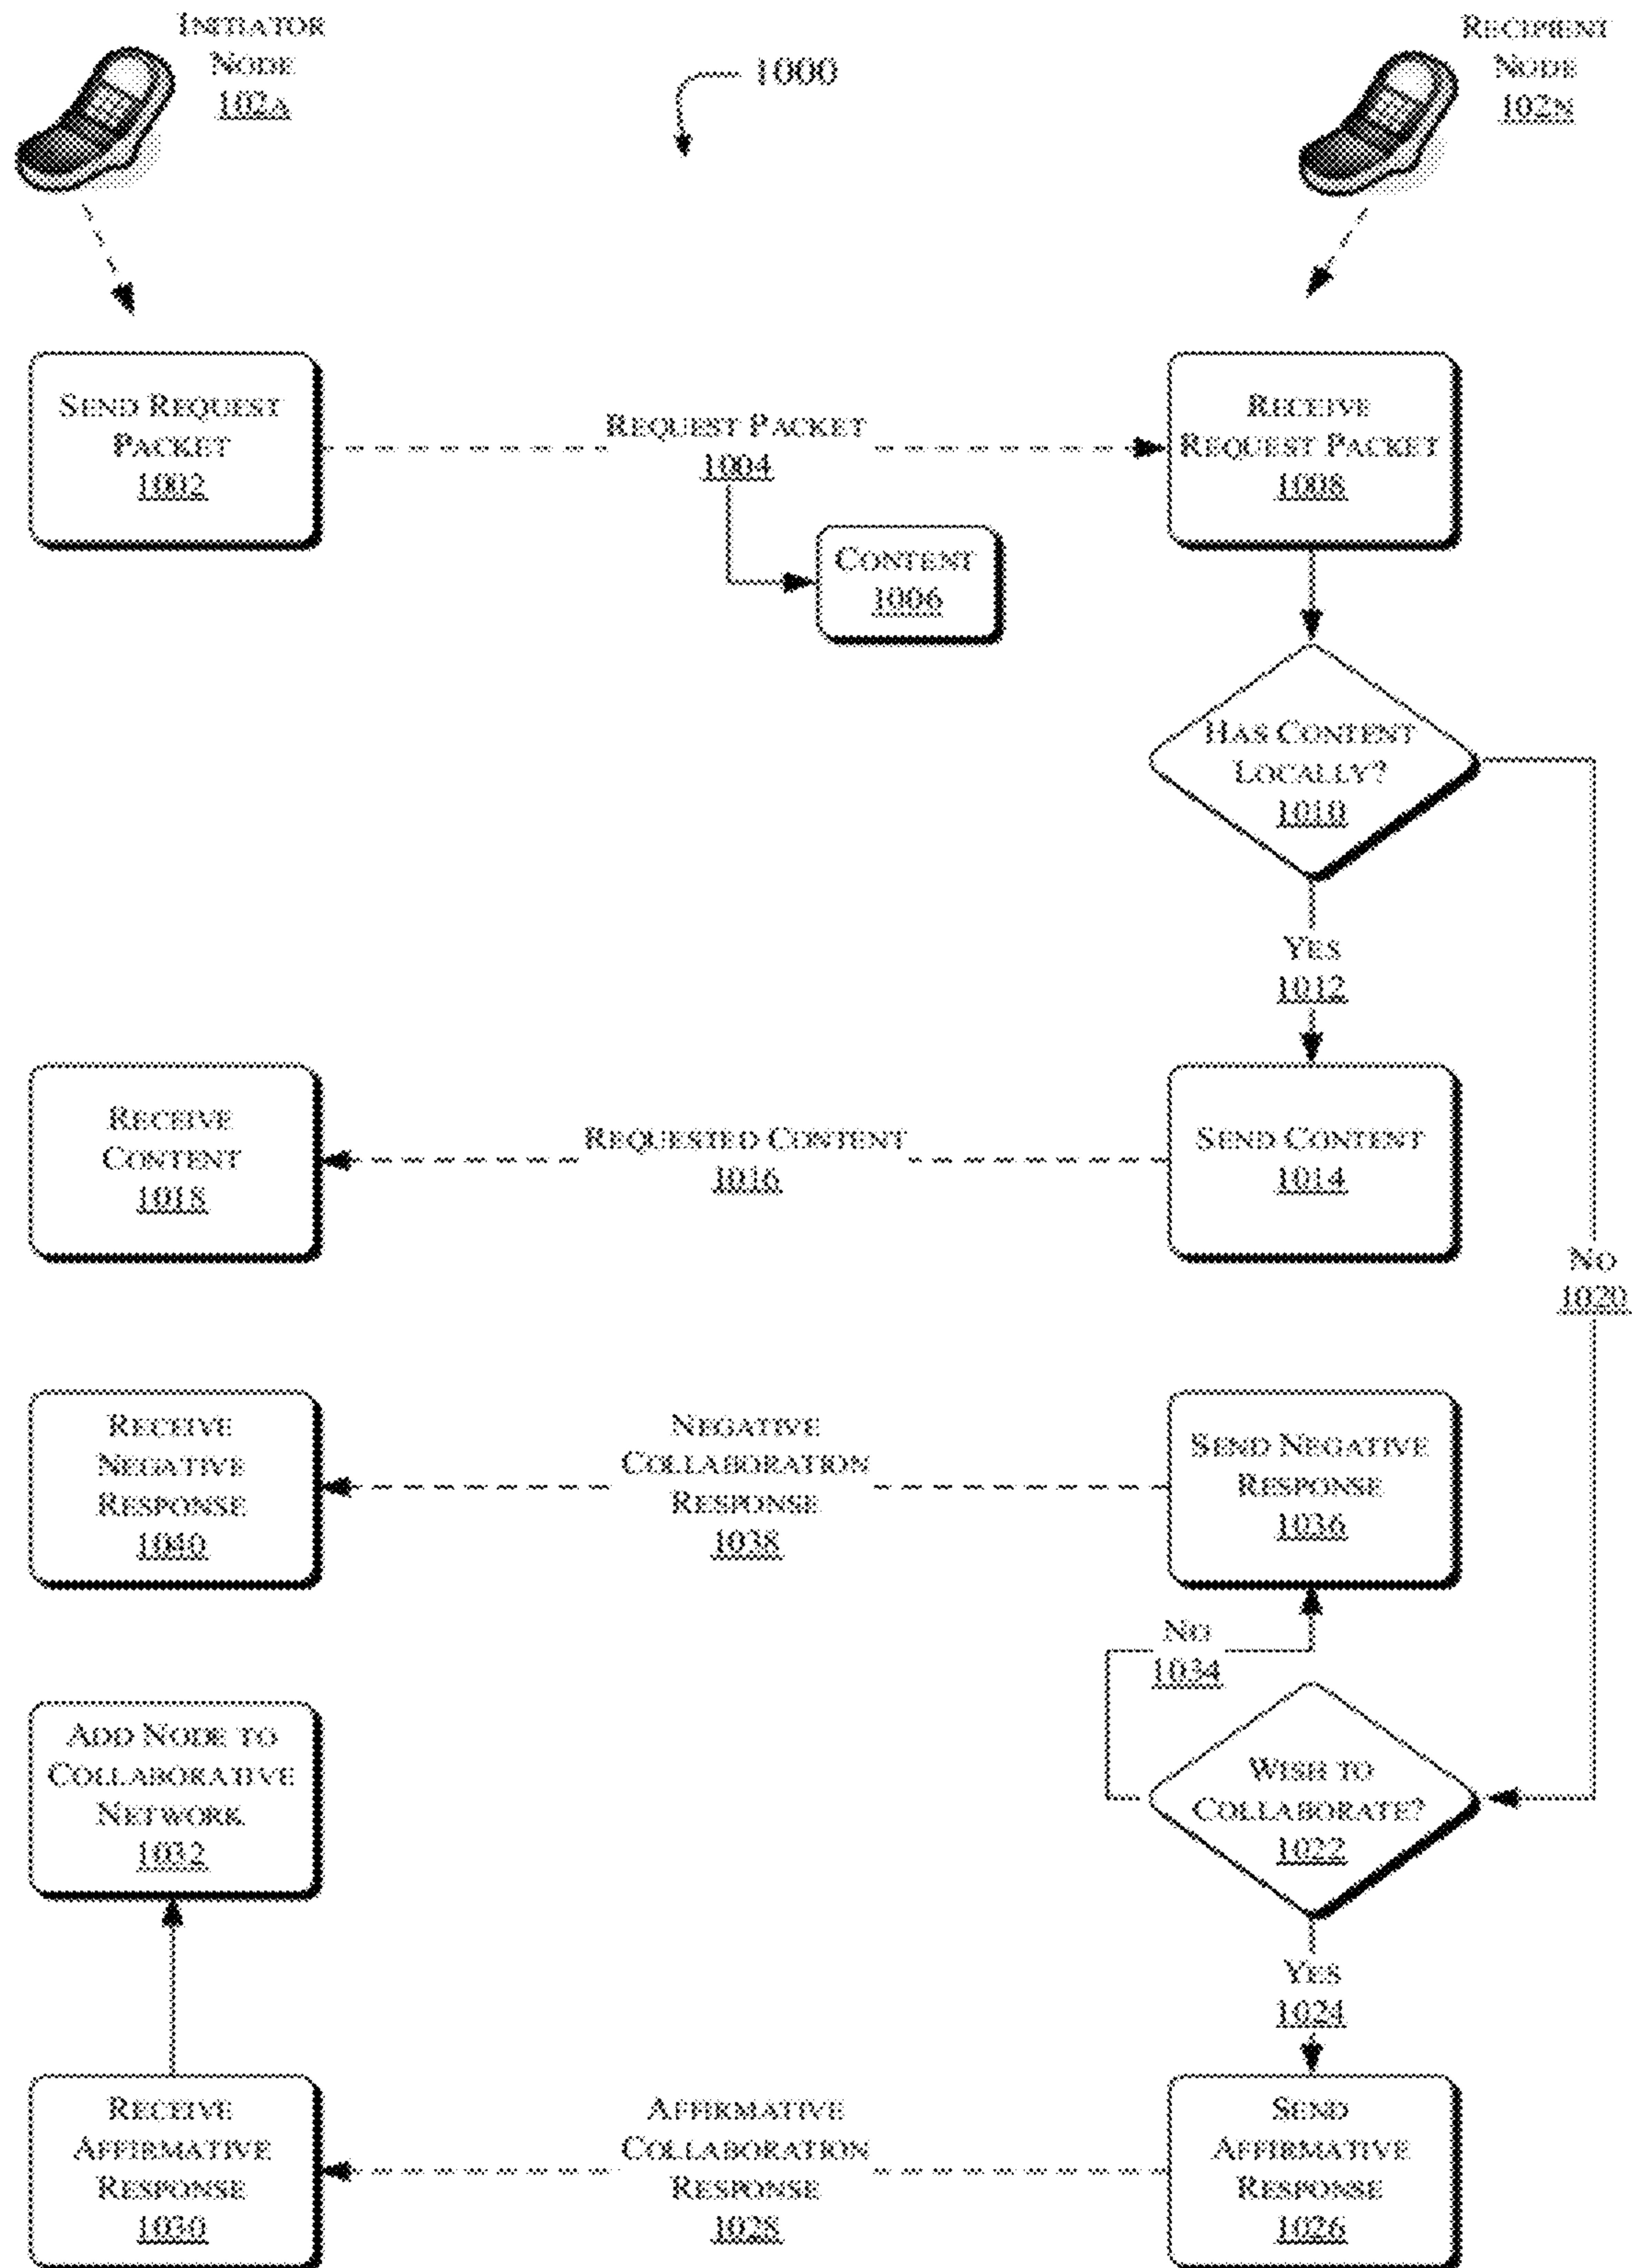 INITIATOR
NODE
102A
1000
RECIPIENT
NODE
102N
SEND REQUEST
PACKET
1002
REQUEST PACKET
1004
RECEIVE
REQUEST PACKET
1008
CONTENT
1006
HAS CONTENT
LOCALLY?
1010
YES
1012
RECEIVE
CONTENT
1018
REQUESTED CONTENT
1016
SEND CONTENT
1014
NO
1020
RECEIVE
NEGATIVE
RESPONSE
1040
NEGATIVE
COLLABORATION
RESPONSE
1038
SEND NEGATIVE
RESPONSE
1036
NO
1034
ADD NODE TO
COLLABORATIVE
NETWORK
1032
WISH TO
COLLABORATE?
1022
YES
1024
RECEIVE
AFFIRMATIVE
RESPONSE
1030
AFFIRMATIVE
COLLABORATION
RESPONSE
1028
SEND
AFFIRMATIVE
RESPONSE
1026